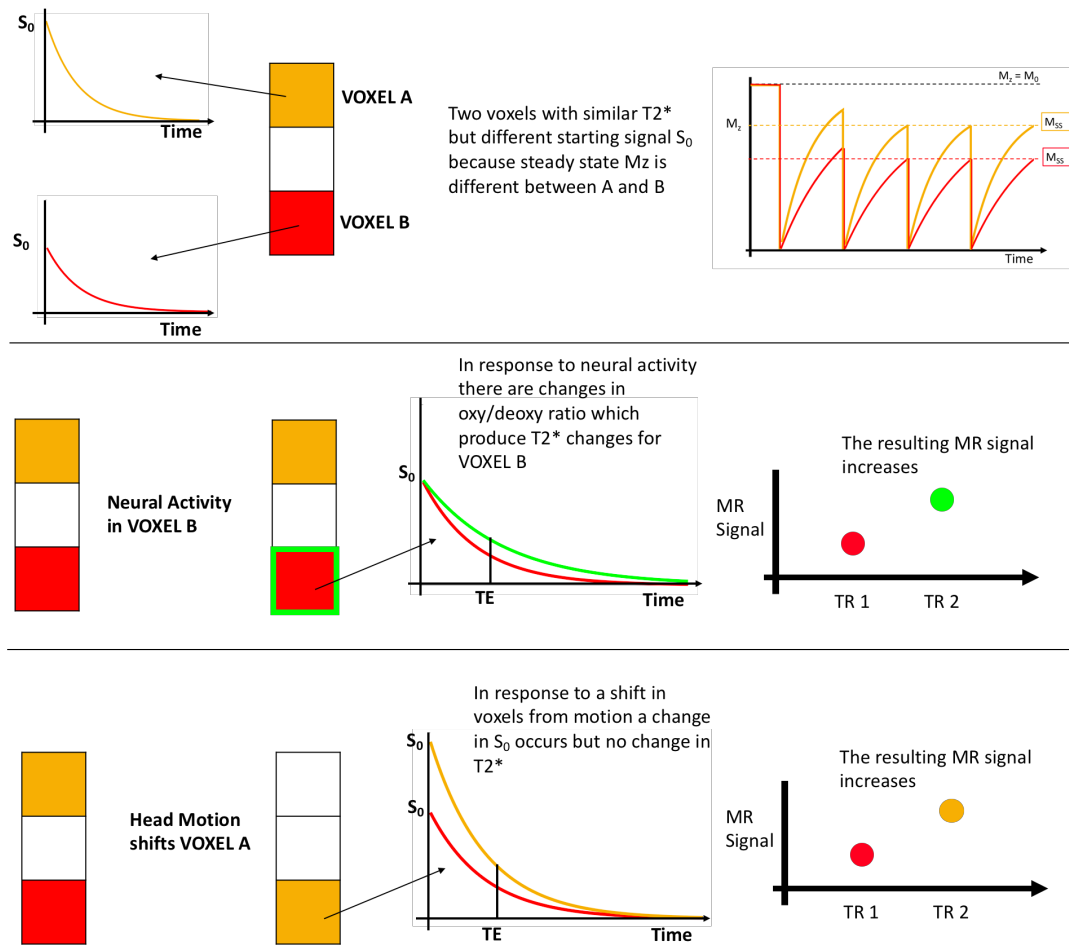 S0
Time
VOXEL A
VOXEL B
S0
Time
Two voxels with similar T2*
but different starting signal S0
because steady state Mz is
different between A and B
Mz = M0
Mz
Mss
Mss
Time
Neural Activity
in VOXEL B
In response to neural activity
there are changes in
oxy/deoxy ratio which
produce T2* changes for
VOXEL B
S0
TE
Time
The resulting MR signal
increases
MR
Signal
TR 1
TR 2
Head Motion
shifts VOXEL A
In response to a shift in
voxels from motion a change
in S0 occurs but no change in
T2*
S0
S0
TE
Time
The resulting MR signal
increases
MR
Signal
TR 1
TR 2